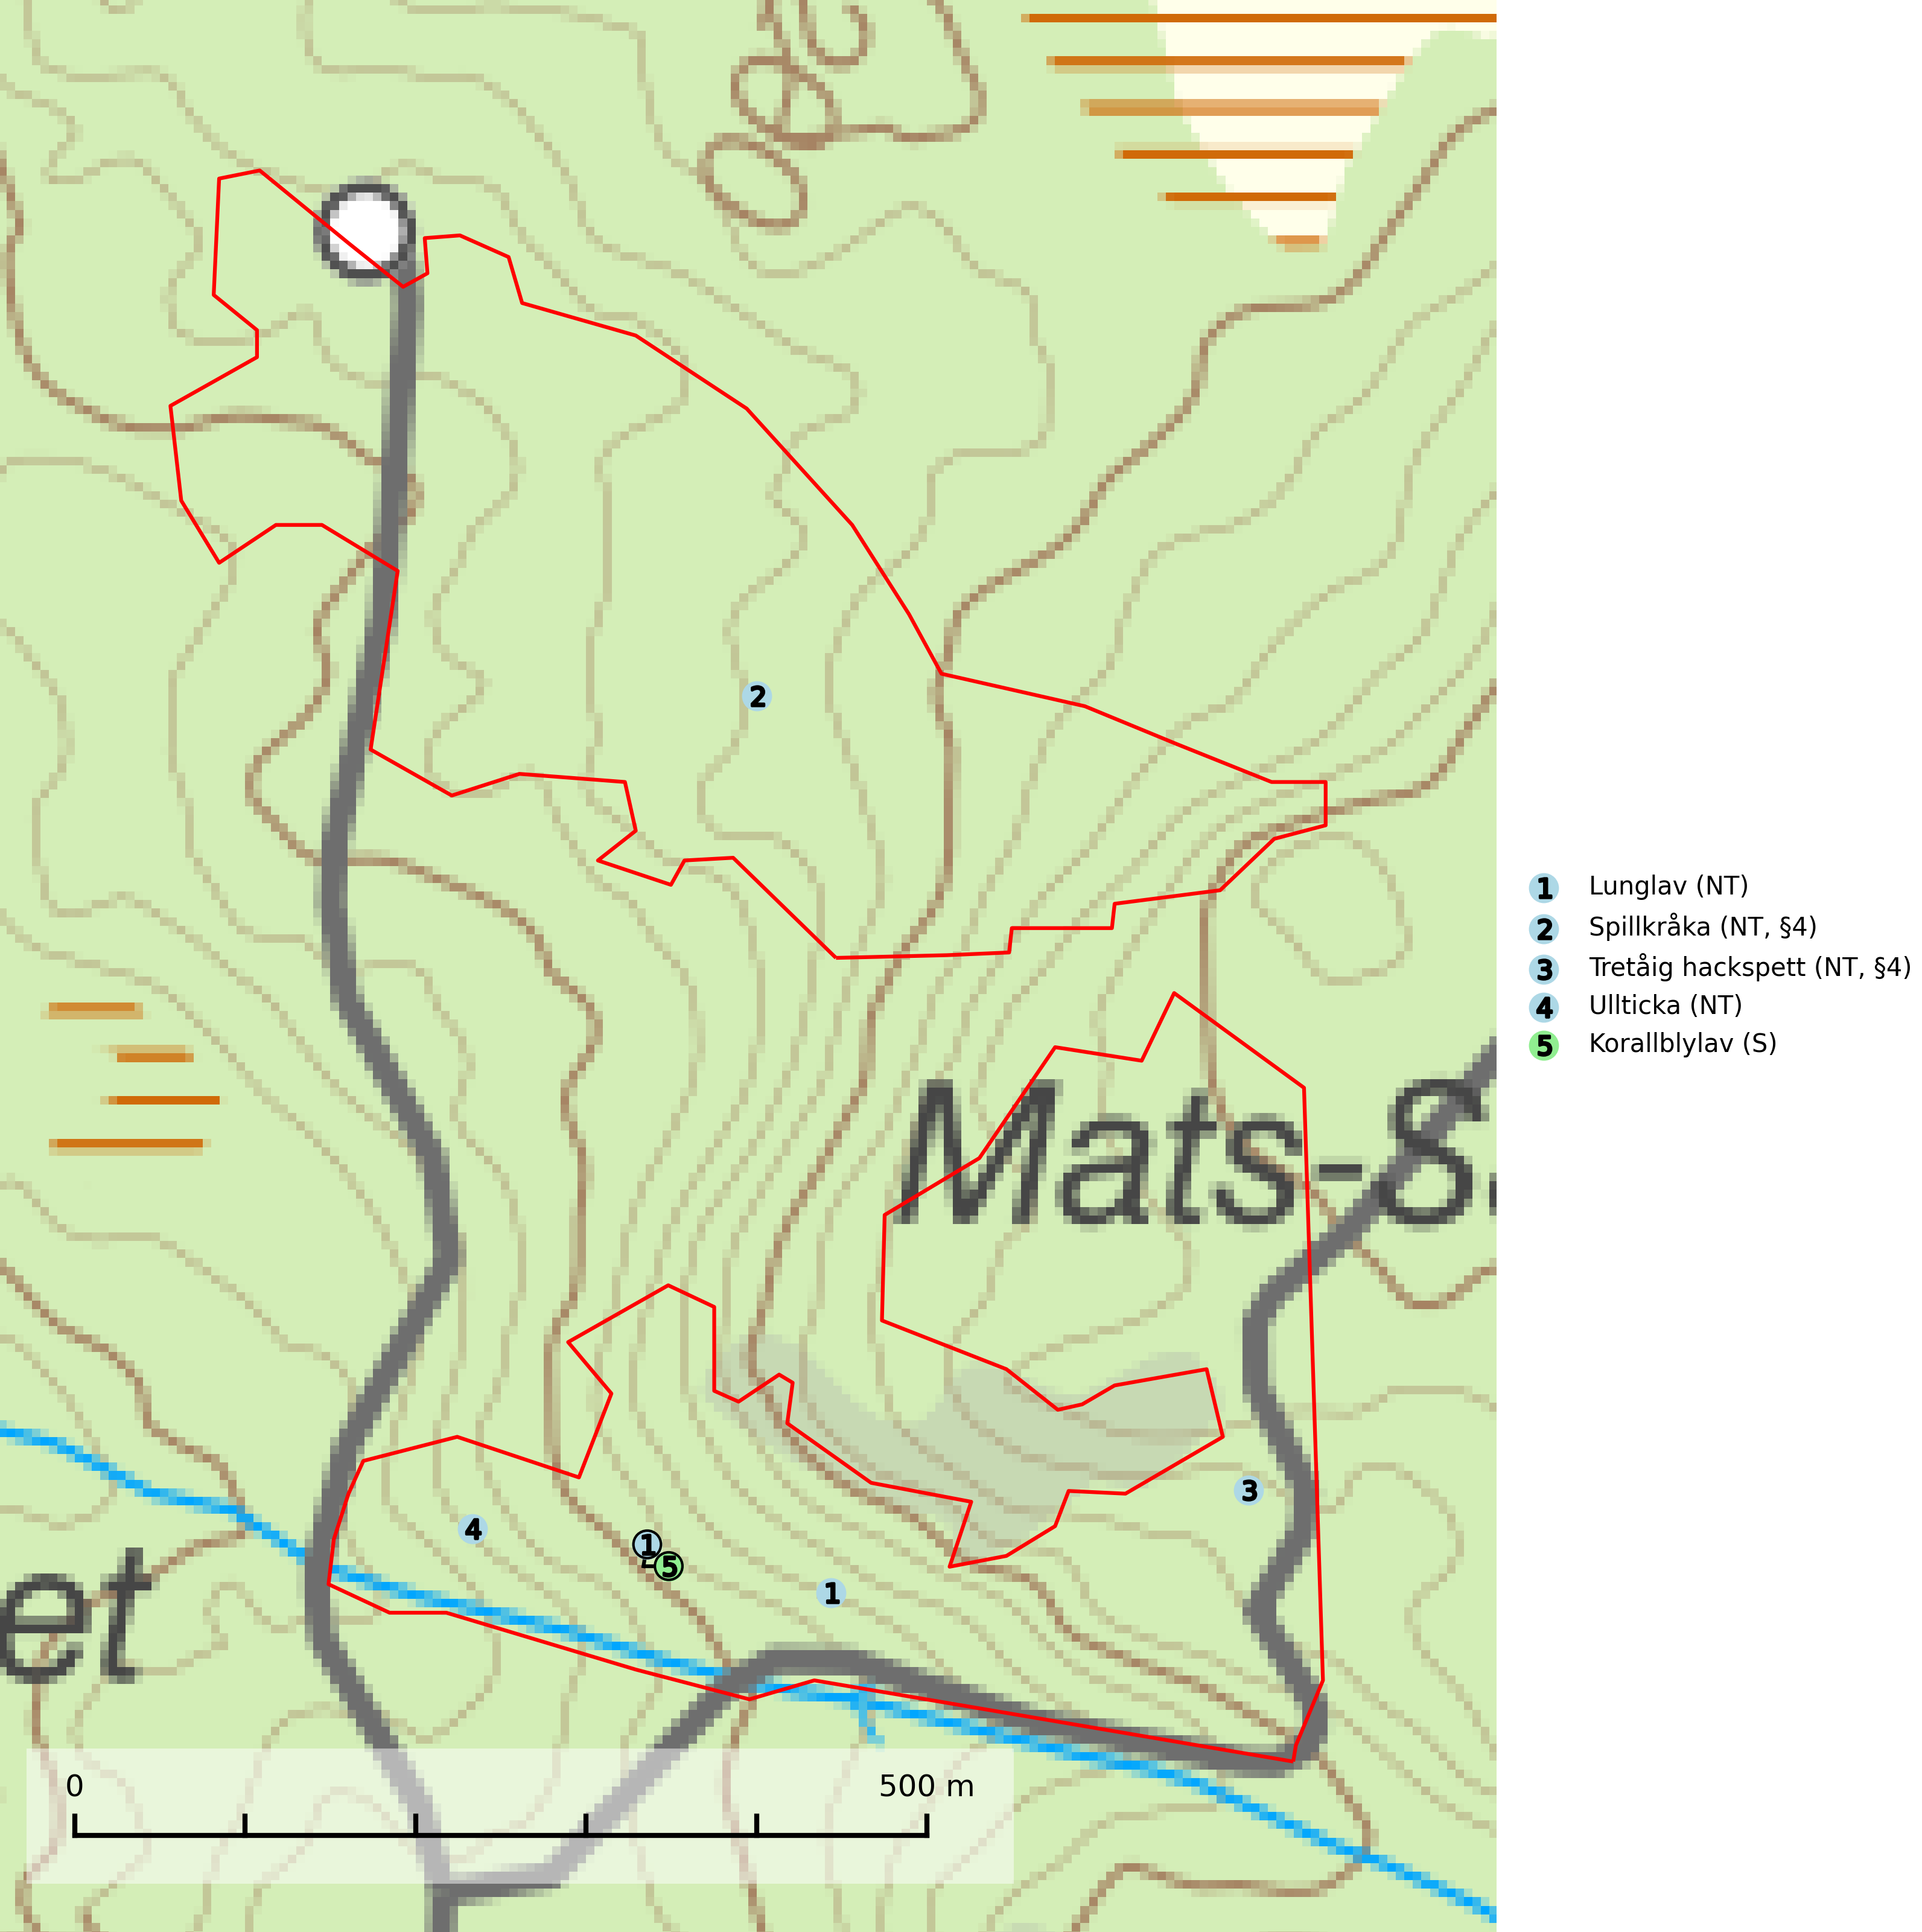 2
Mats-S
3
4
1
5
1
et
0 500 m
1 Lunglav (NT)
2 Spillkråka (NT, §4)
3 Tretåig hackspett (NT, §4)
4 Ullticka (NT)
5 Korallblylav (S)